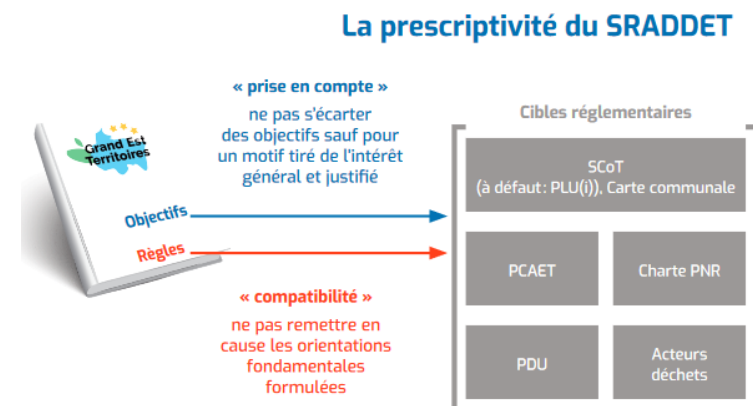 La prescriptivité du SRADDET
« prise en compte »
ne pas s'écarter
des objectifs sauf pour
un motif tiré de l'intérêt
général et justifié
Grand Est
Territoires
Objectifs
Règles
« compatibilité »
ne pas remettre en
cause les orientations
fondamentales
formulées
Cibles réglementaires
SCoT
(à défaut : PLU(i)), Carte communale
PCAET
Charte PNR
PDU
Acteurs
déchets